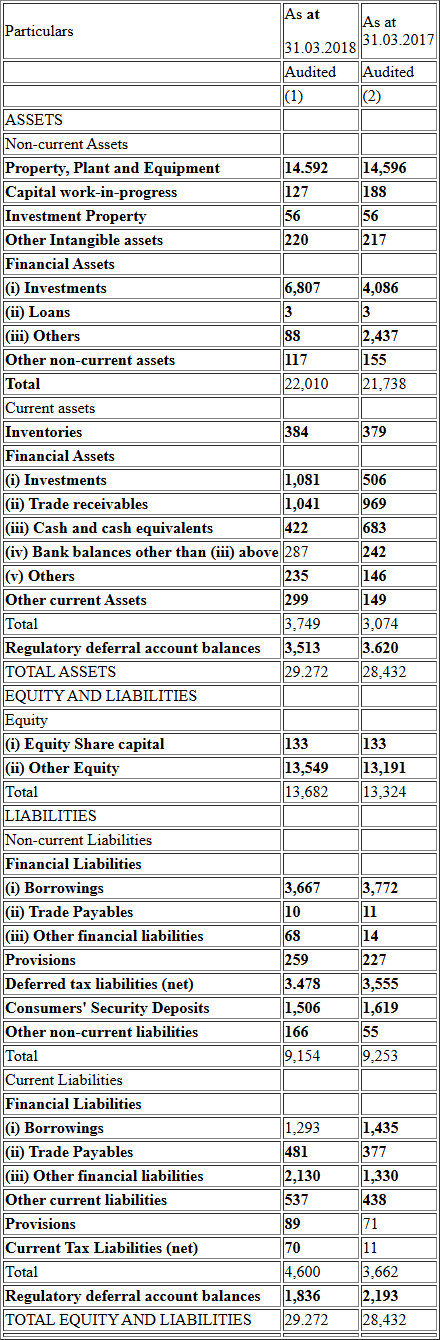 Particulars As at 31.03.2018 As at 31.03.2017
Audited Audited
(1) (2)
ASSETS
Non-current Assets
Property, Plant and Equipment 14.592 14,596
Capital work-in-progress 127 188
Investment Property 56 56
Other Intangible assets 220 217
Financial Assets
(i) Investments 6,807 4,086
(ii) Loans 3 3
(iii) Others 88 2,437
Other non-current assets 117 155
Total 22,010 21,738
Current assets
Inventories 384 379
Financial Assets
(i) Investments 1,081 506
(ii) Trade receivables 1,041 969
(iii) Cash and cash equivalents 422 683
(iv) Bank balances other than (iii) above 287 242
(v) Others 235 146
Other current Assets 299 149
Total 3,749 3,074
Regulatory deferral account balances 3,513 3.620
TOTAL ASSETS 29.272 28,432
EQUITY AND LIABILITIES
Equity
(i) Equity Share capital 133 133
(ii) Other Equity 13,549 13,191
Total 13,682 13,324
LIABILITIES
Non-current Liabilities
Financial Liabilities
(i) Borrowings 3,667 3,772
(ii) Trade Payables 10 11
(iii) Other financial liabilities 68 14
Provisions 259 227
Deferred tax liabilities (net) 3.478 3,555
Consumers' Security Deposits 1,506 1,619
Other non-current liabilities 166 55
Total 9,154 9,253
Current Liabilities
Financial Liabilities
(i) Borrowings 1,293 1,435
(ii) Trade Payables 481 377
(iii) Other financial liabilities 2,130 1,330
Other current liabilities 537 438
Provisions 89 71
Current Tax Liabilities (net) 70 11
Total 4,600 3,662
Regulatory deferral account balances 1,836 2,193
TOTAL EQUITY AND LIABILITIES 29.272 28,432